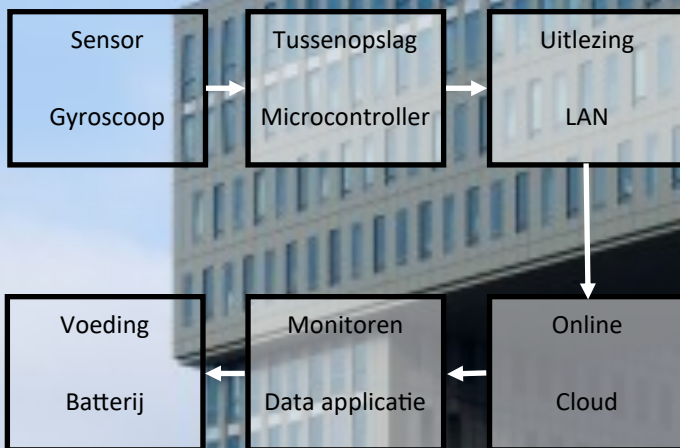 Sensor
Gyroscoop
Tussenopslag
Microcontroller
Uitlezing
LAN
Voeding
Batterij
Monitoren
Data applicatie
Online
Cloud